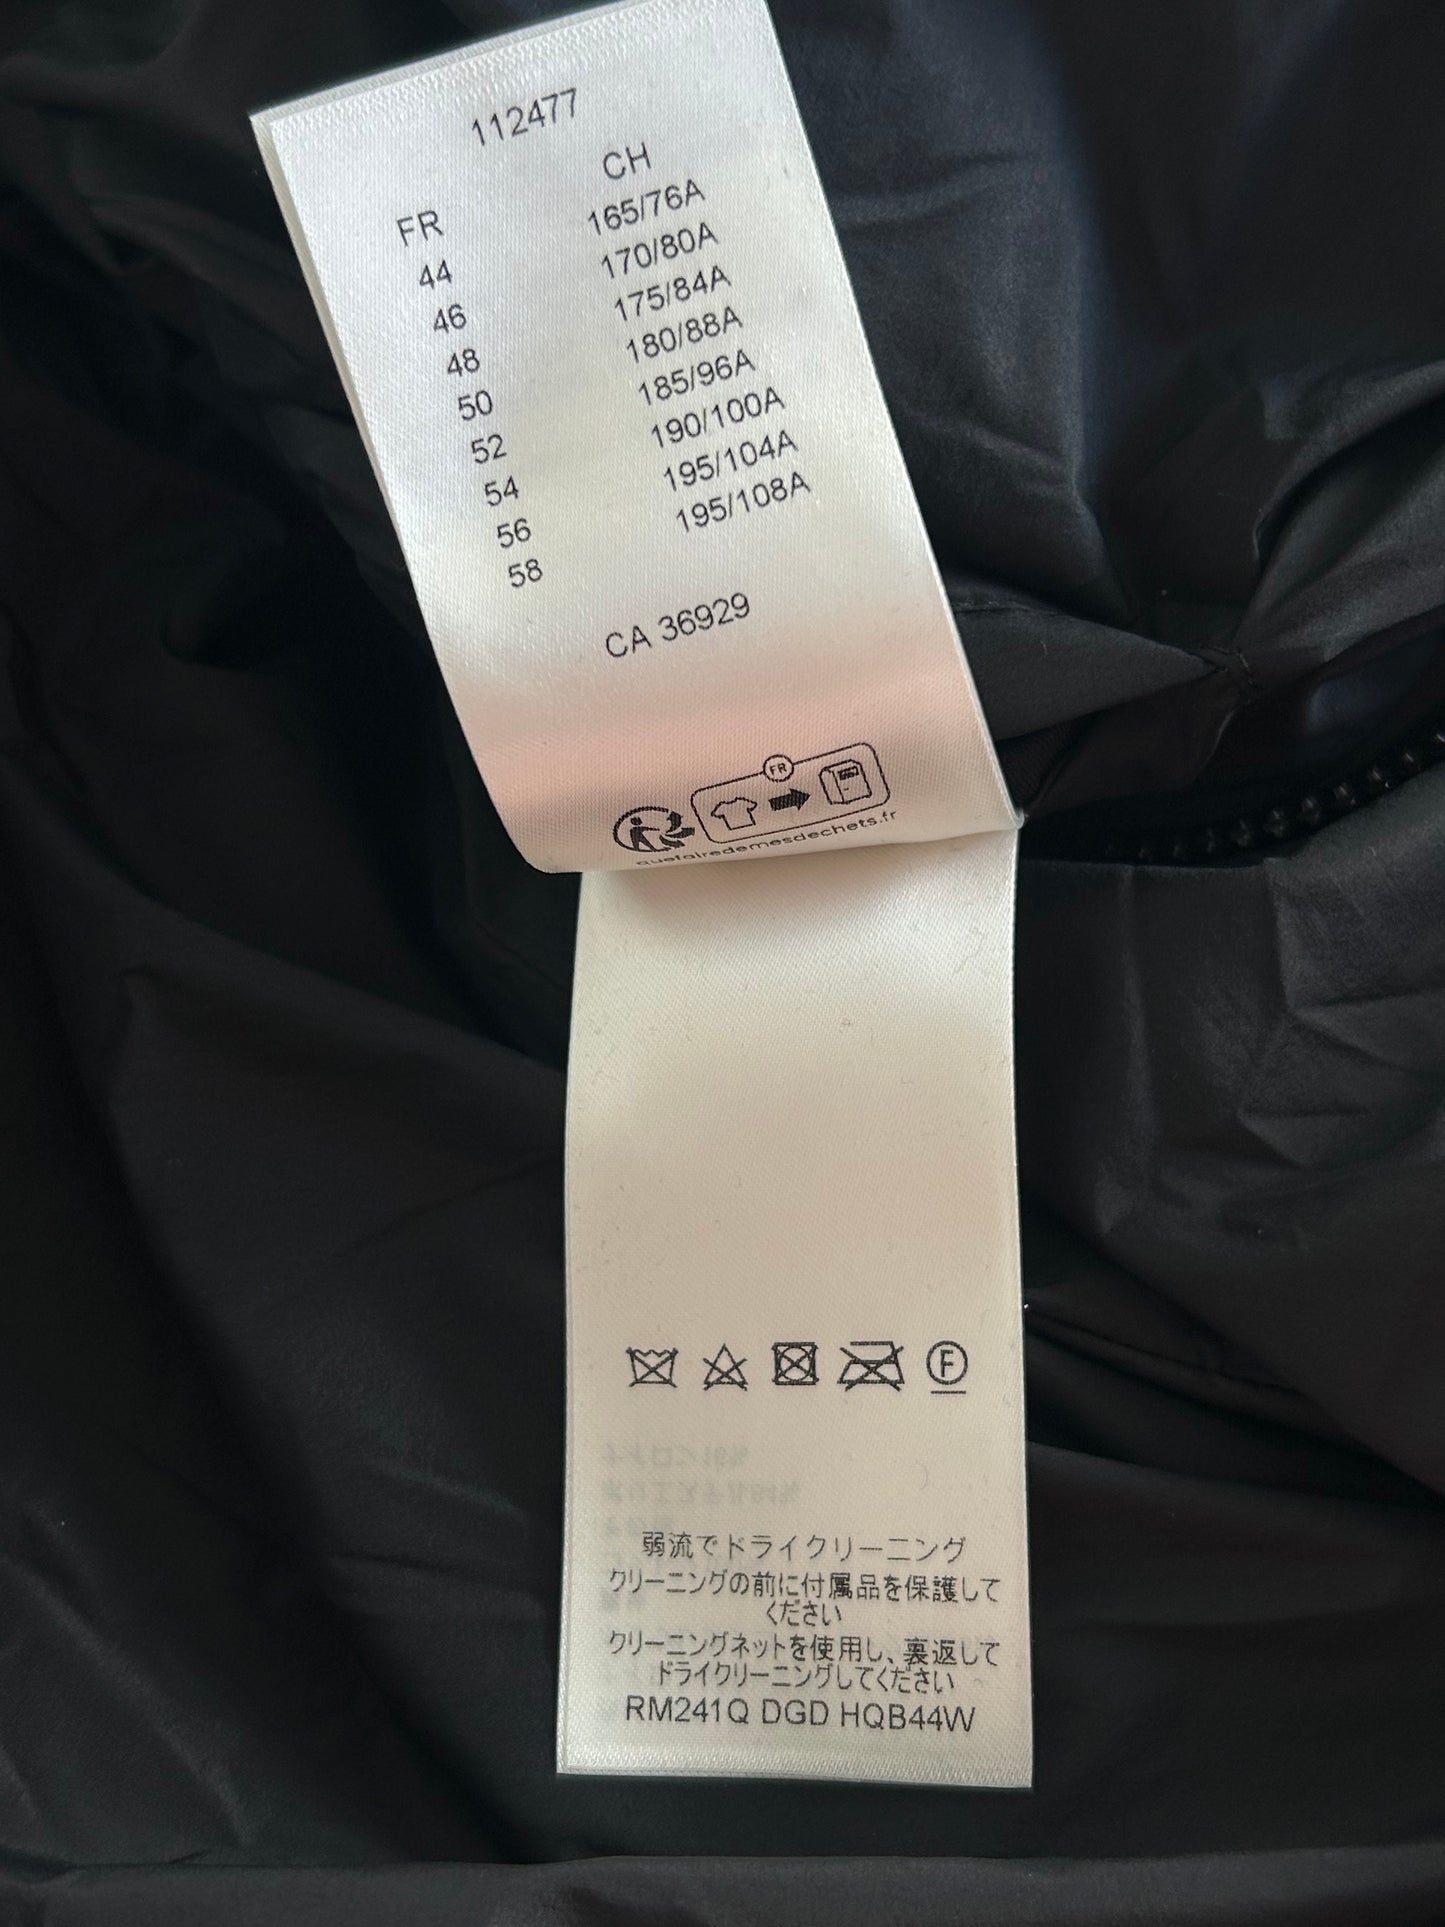 112477
FR CH
44 165/76A
46 170/80A
48 175/84A
50 180/88A
52 185/96A
54 190/100A
56 195/104A
58 195/108A
CA 36929
FR
quefairedemesdechets.fr
F
弱流でドライクリーニング
クリーニングの前に付属品を保護して
ください
クリーニングネットを使用し、裏返して
ドライクリーニングしてください
RM241Q DGD HQB44W